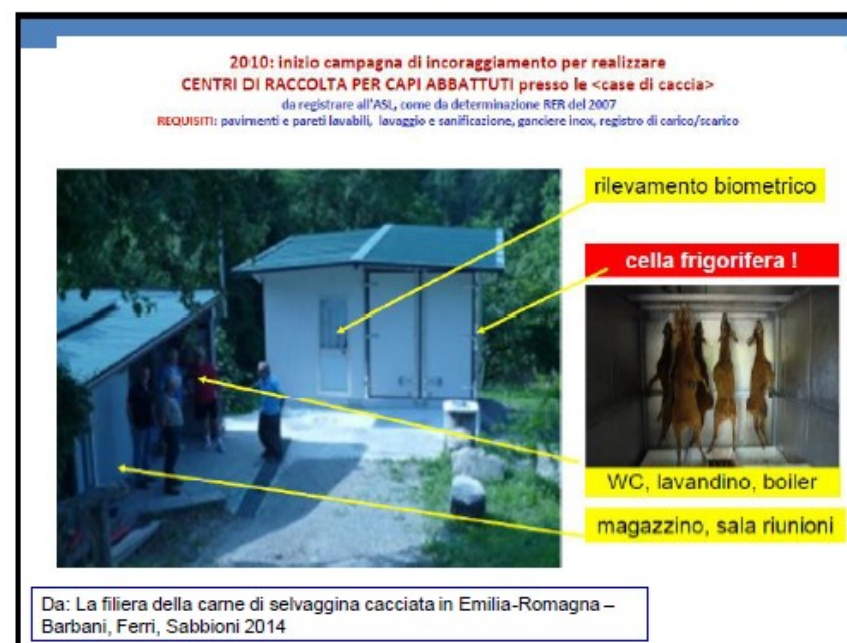 2010: inizio campagna di incoraggiamento per realizzare
CENTRI DI RACCOLTA PER CAPI ABBATTUTI presso le <case di caccia>
da registrare all'ASL, come da determinazione RER del 2007
REQUISITI: pavimenti e pareti lavabili, lavaggio e sanificazione, ganciere inox, registro di carico/scarico
rilevamento biometrico
cella frigorifera !
WC, lavandino, boiler
magazzino, sala riunioni
Da: La filiera della carne di selvaggina cacciata in Emilia-Romagna –
Barbani, Ferri, Sabbioni 2014